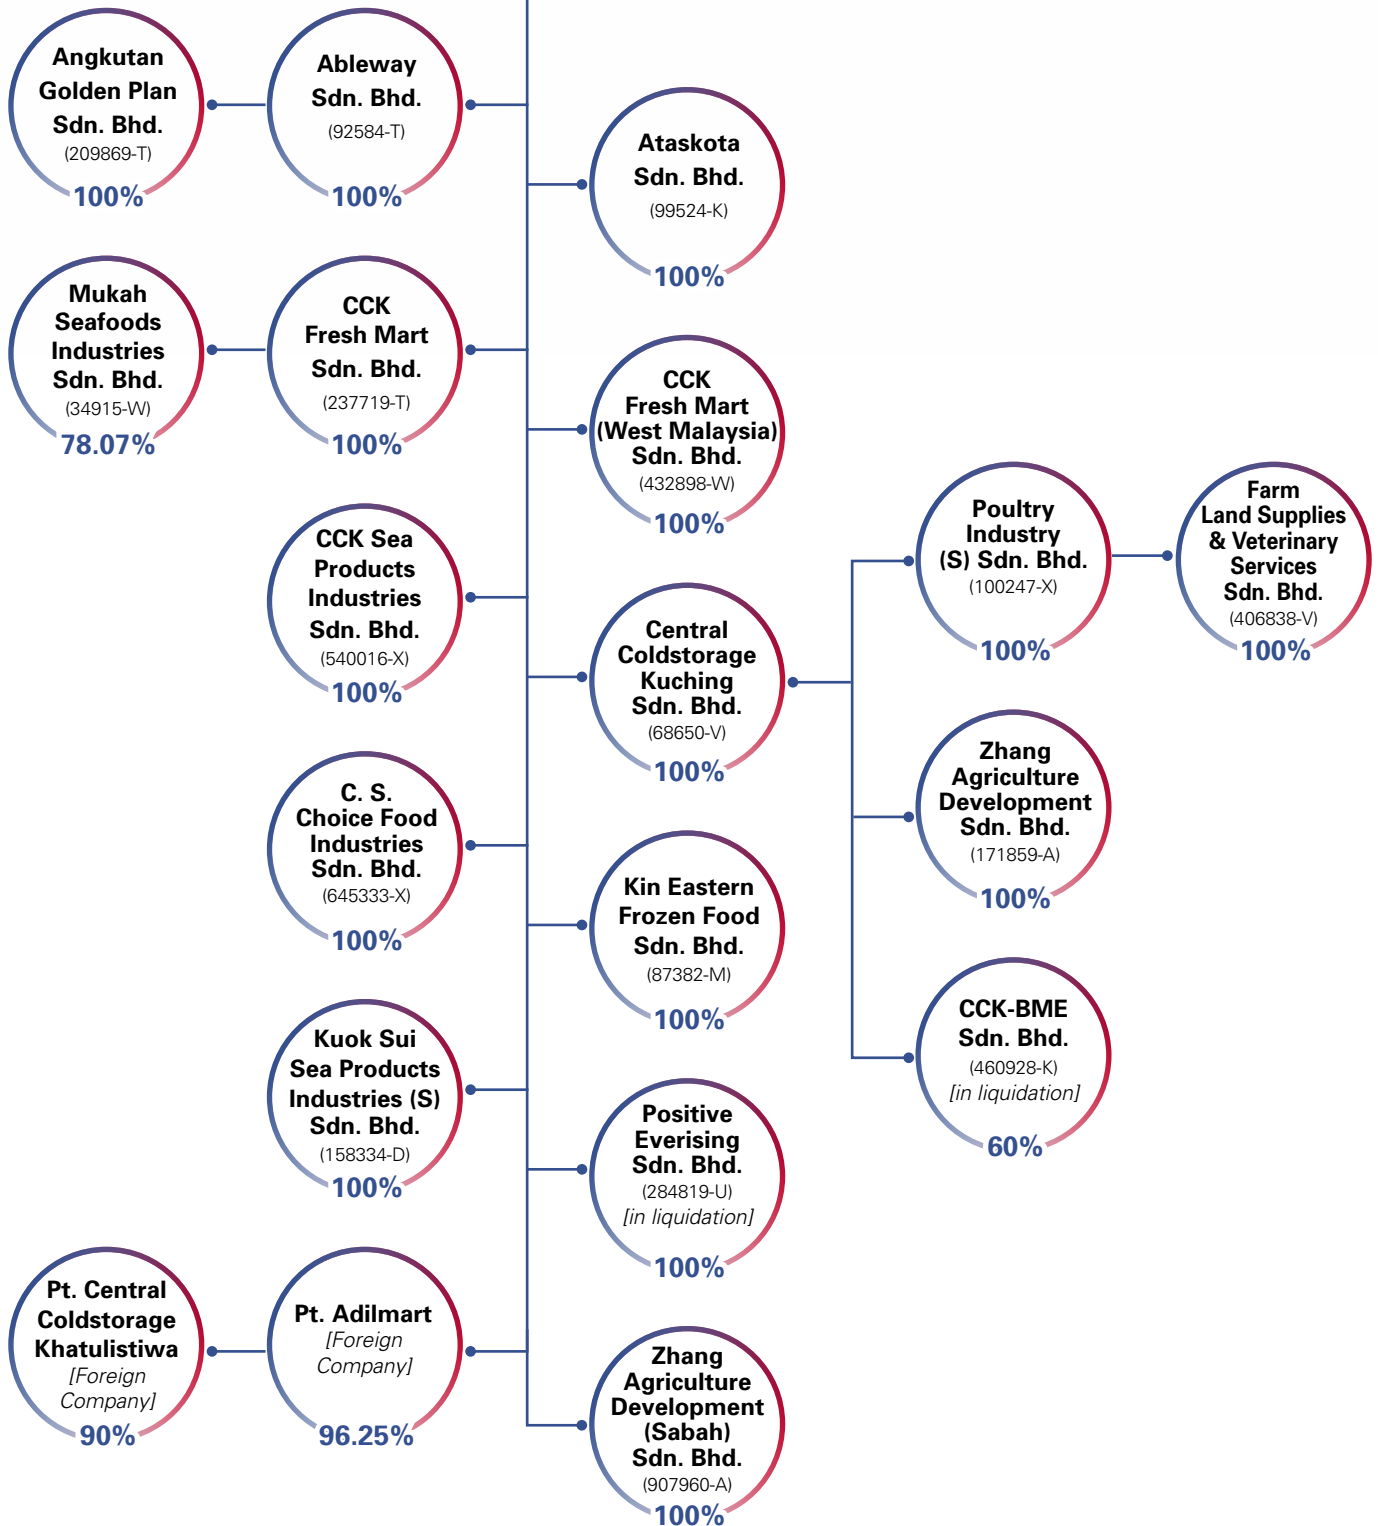 Angkutan
Golden Plan
Sdn. Bhd.
(209869-T)
100%
Ableway
Sdn. Bhd.
(92584-T)
100%
Ataskota
Sdn. Bhd.
(99524-K)
100%
Mukah
Seafoods
Industries
Sdn. Bhd.
(34915-W)
78.07%
CCK
Fresh Mart
Sdn. Bhd.
(237719-T)
100%
CCK
Fresh Mart
(West Malaysia)
Sdn. Bhd.
(432898-W)
100%
CCK Sea
Products
Industries
Sdn. Bhd.
(540016-X)
100%
Central
Coldstorage
Kuching
Sdn. Bhd.
(68650-V)
100%
Poultry
Industry
(S) Sdn. Bhd.
(100247-X)
100%
Farm
Land Supplies
& Veterinary
Services
Sdn. Bhd.
(406838-V)
100%
Zhang
Agriculture
Development
Sdn. Bhd.
(171859-A)
100%
CCK-BME
Sdn. Bhd.
(460928-K)
[in liquidation]
60%
C. S.
Choice Food
Industries
Sdn. Bhd.
(645333-X)
100%
Kin Eastern
Frozen Food
Sdn. Bhd.
(87382-M)
100%
Kuok Sui
Sea Products
Industries (S)
Sdn. Bhd.
(158334-D)
100%
Positive
Everising
Sdn. Bhd.
(284819-U)
[in liquidation]
100%
Pt. Central
Coldstorage
Khatulistiwa
[Foreign
Company]
90%
Pt. Adilmart
[Foreign
Company]
96.25%
Zhang
Agriculture
Development
(Sabah)
Sdn. Bhd.
(907960-A)
100%